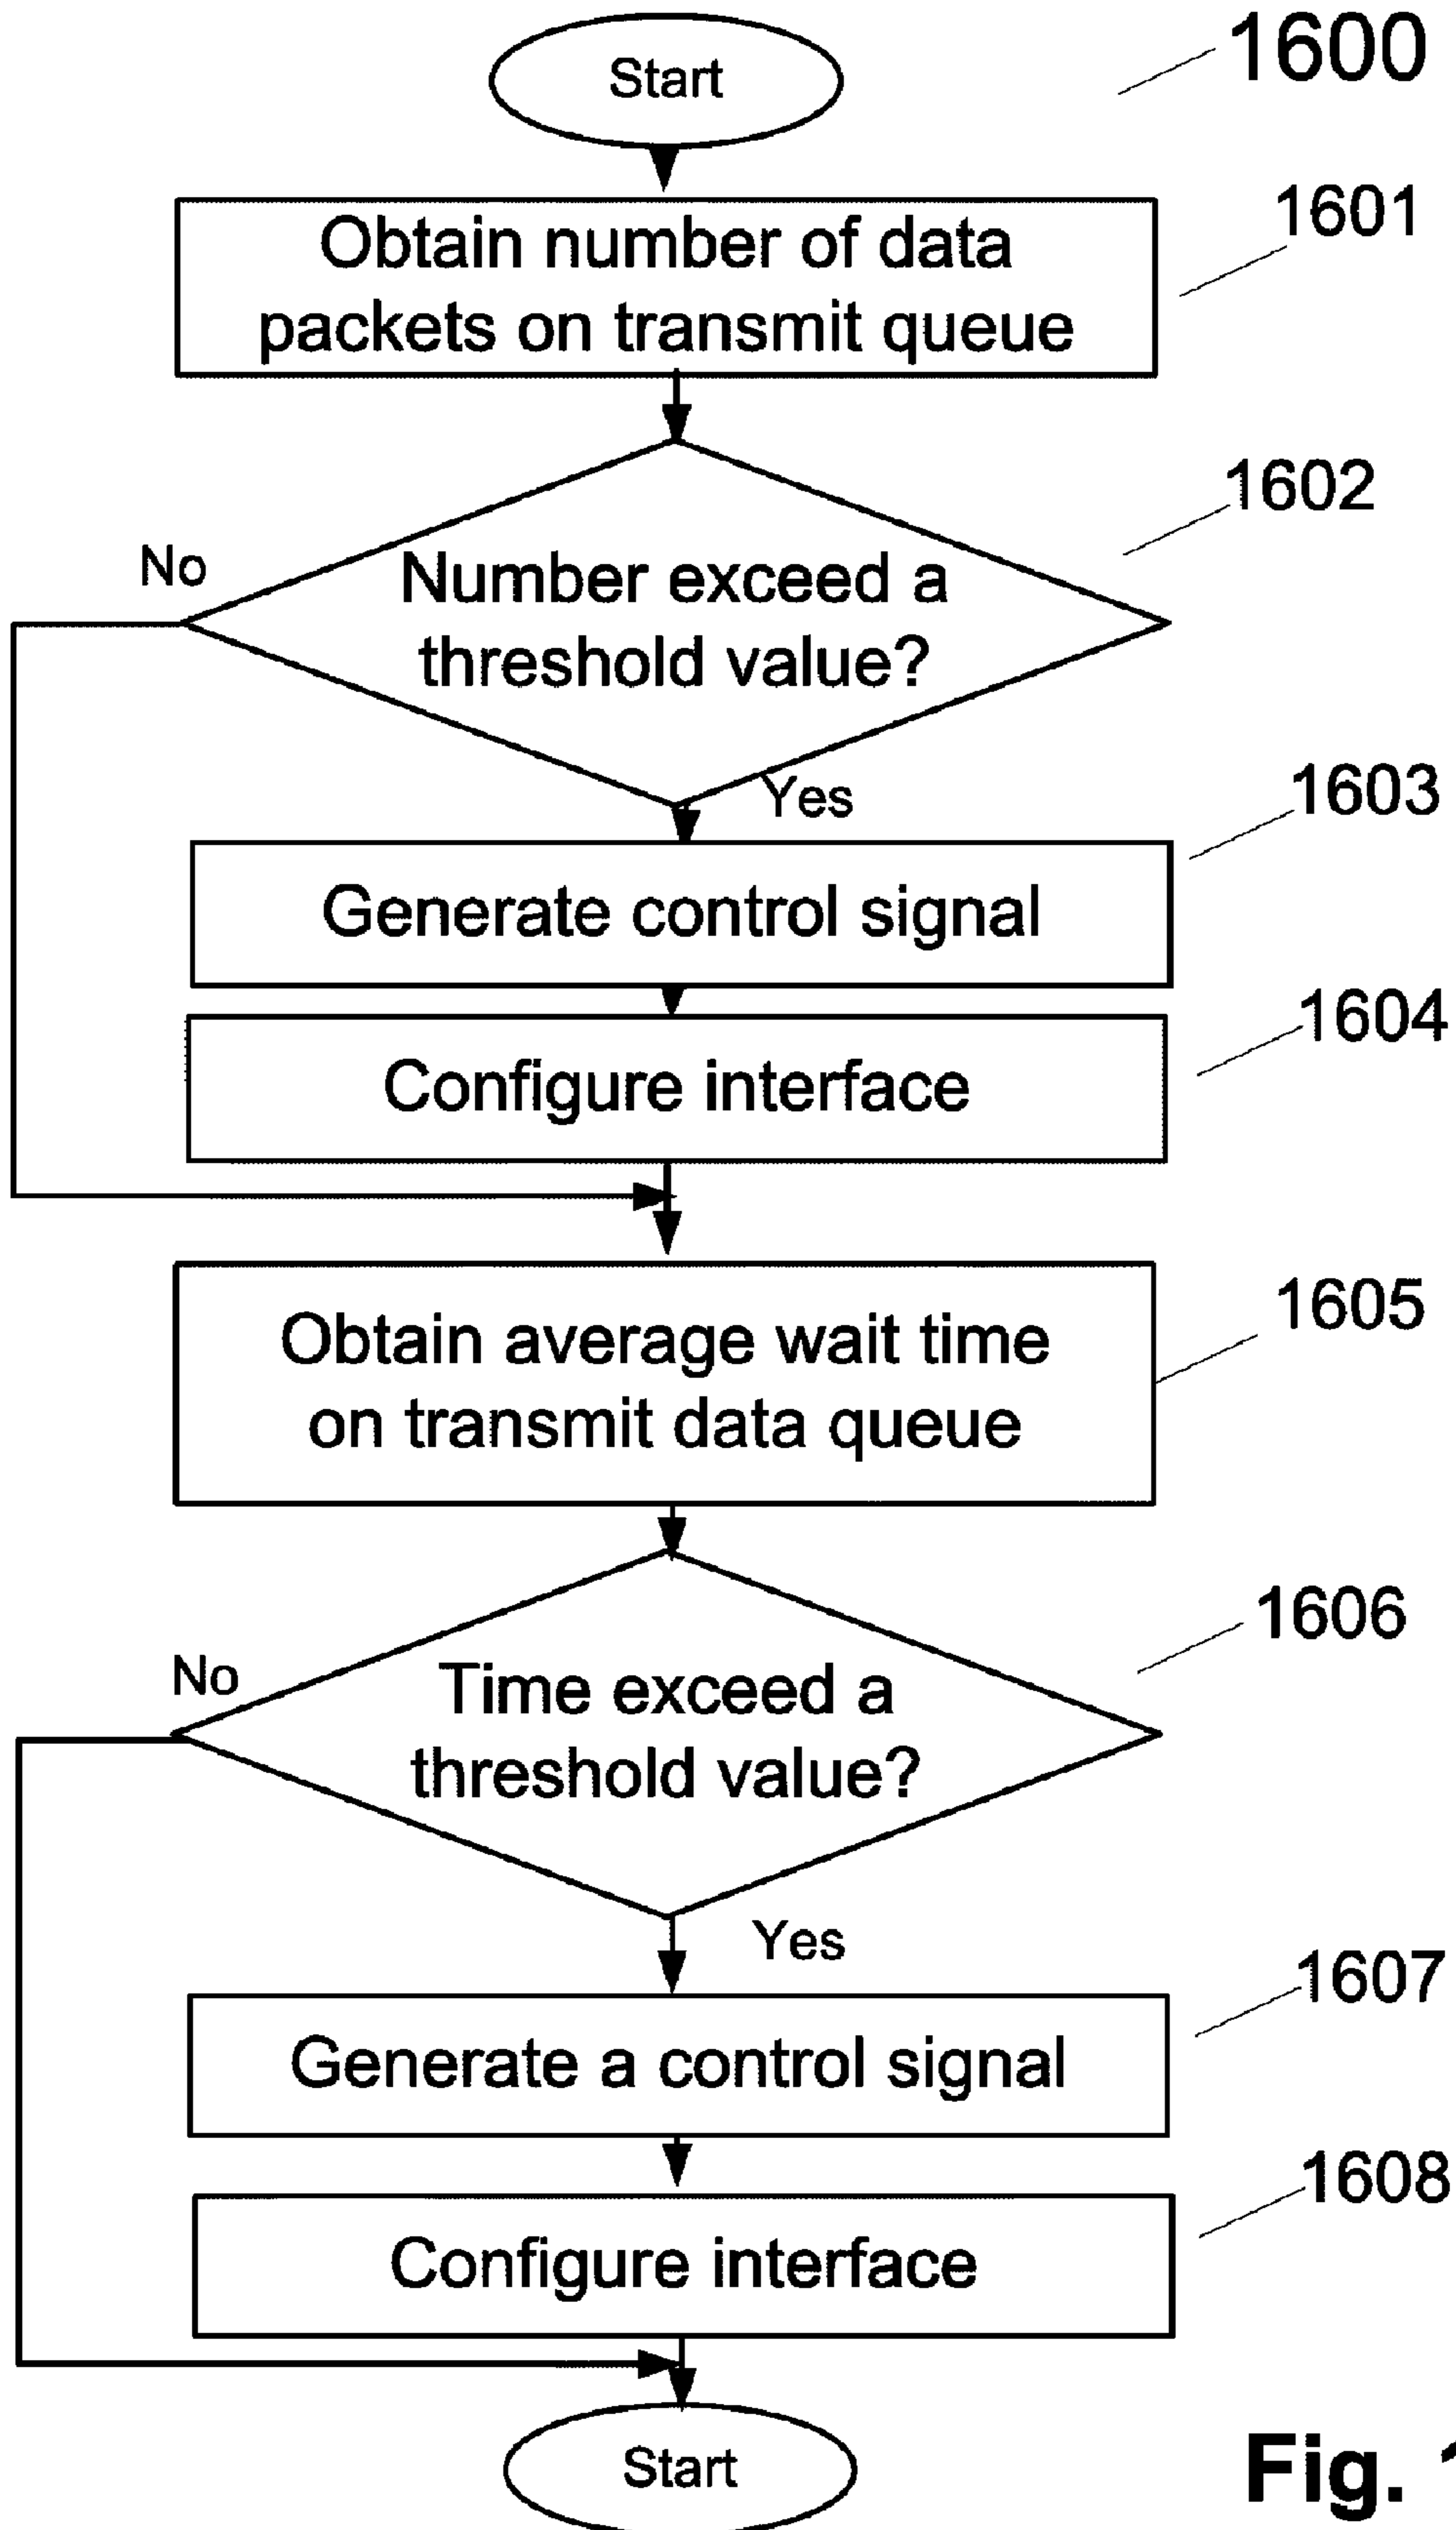 Start
1600
Obtain number of data
packets on transmit queue
1601
1602
No
Number exceed a
threshold value?
Yes
1603
Generate control signal
1604
Configure interface
1605
Obtain average wait time
on transmit data queue
1606
No
Time exceed a
threshold value?
Yes
1607
Generate a control signal
1608
Configure interface
Start
Fig.